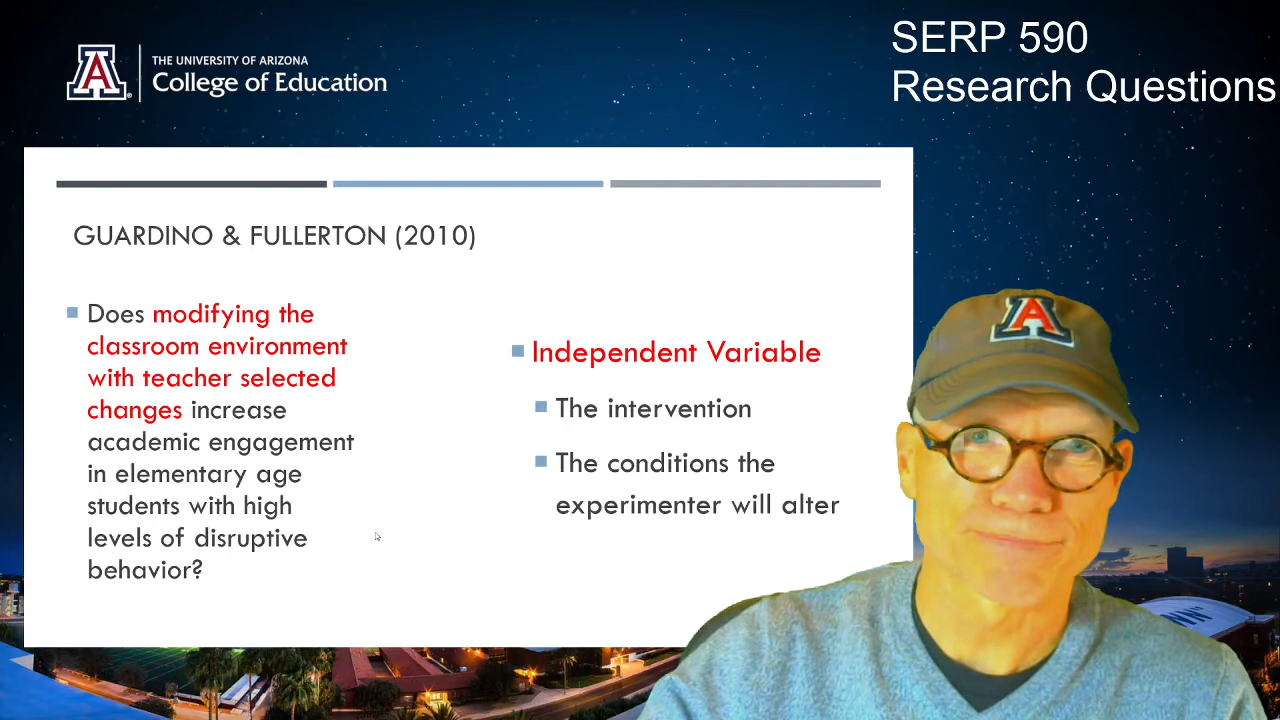 THE UNIVERSITY OF ARIZONA
College of Education
SERP 590
Research Questions
GUARDINO & FULLERTON (2010)
Does modifying the
classroom environment
with teacher selected
changes increase
academic engagement
in elementary age
students with high
levels of disruptive
behavior?
Independent Variable
The intervention
The conditions the
experimenter will alter
A
A